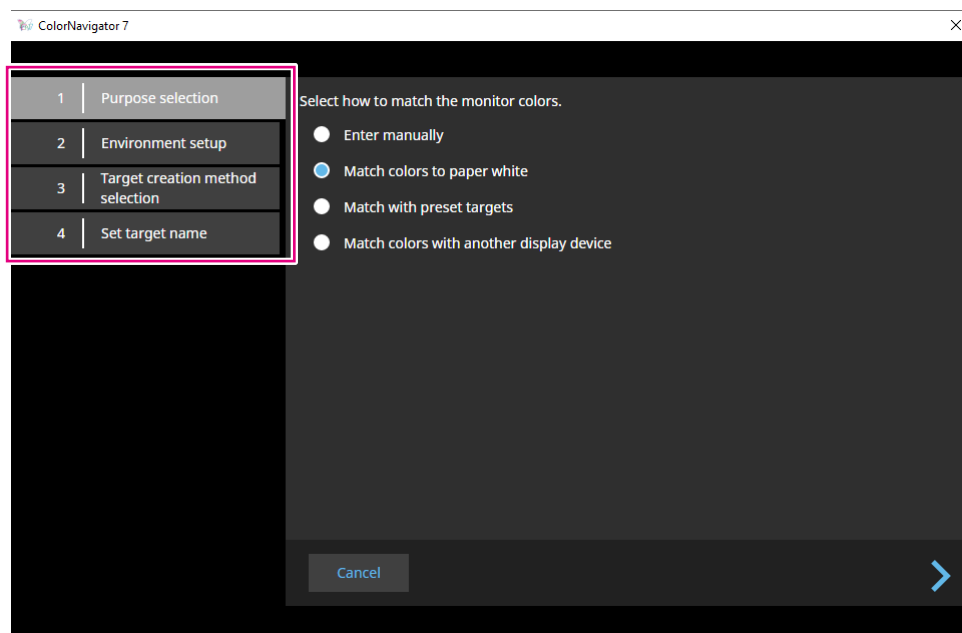 ColorNavigator 7
1 Purpose selection
2 Environment setup
3 Target creation method
selection
4 Set target name
Select how to match the monitor colors.
Enter manually
Match colors to paper white
Match with preset targets
Match colors with another display device
Cancel